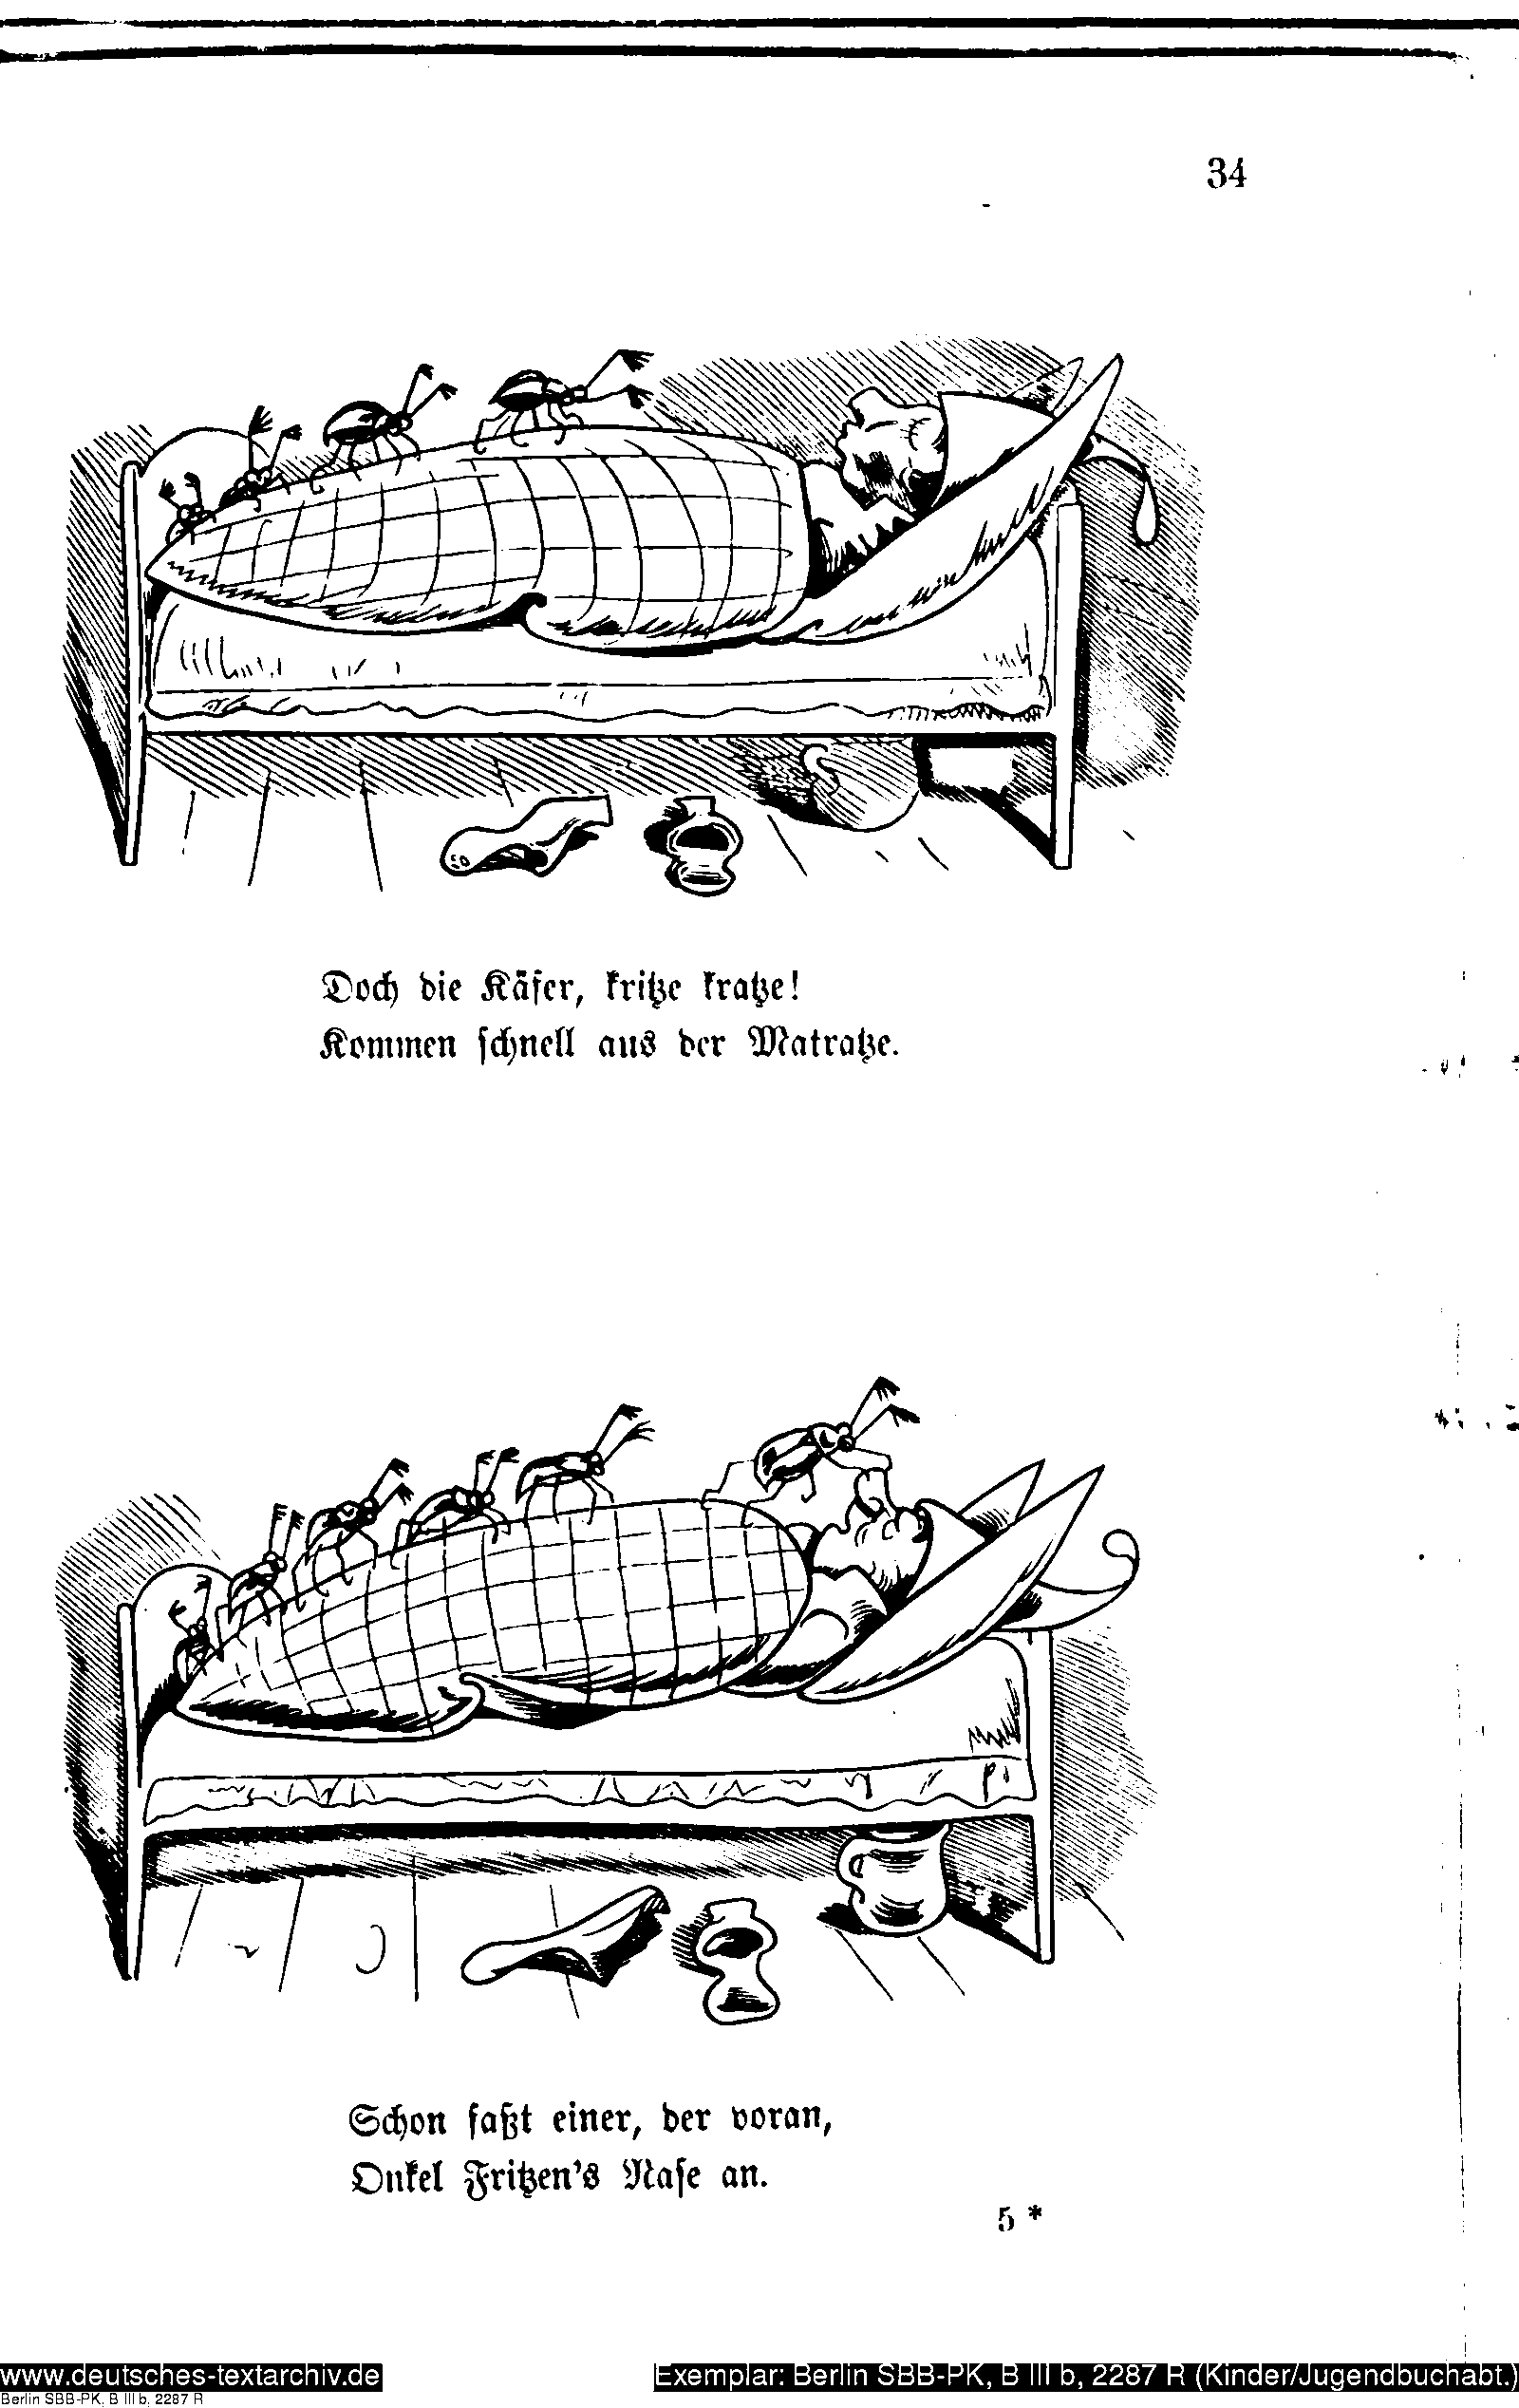 34
Doch die Käfer, kritze kratze!
Kommen schnell aus der Matratze.
Schon faßt einer, der voran,
Onkel Fritzen's Nase an.
5 *
www.deutsches-textarchiv.de
Exemplar: Berlin SBB-PK, B III b, 2287 R (Kinder/Jugendbuchabt.)
Berlin SBB-PK, B III b, 2287 R